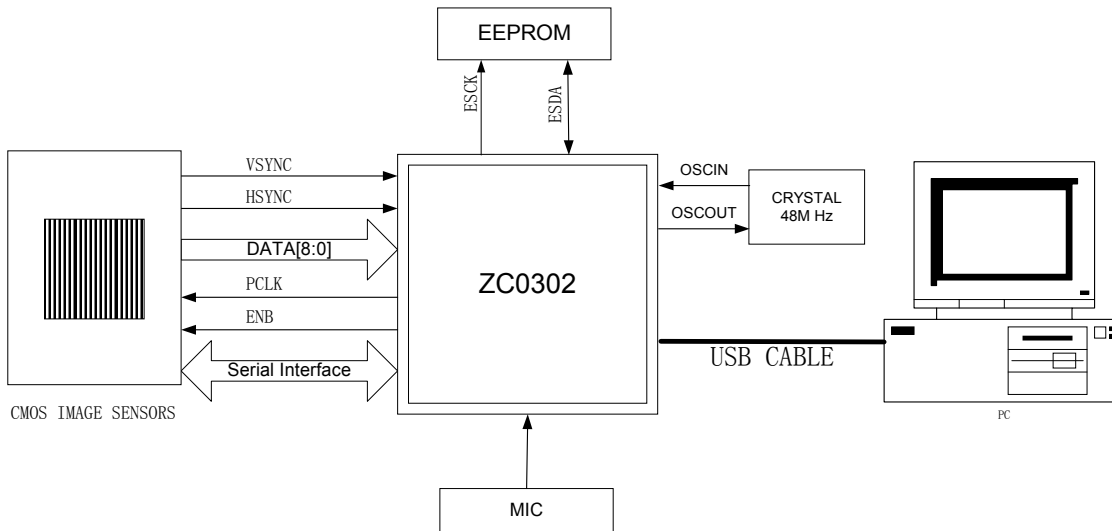 EEPROM
ESCK
ESDA
VSYNC
HSYNC
DATA[8:0]
PCLK
ENB
Serial Interface
CMOS IMAGE SENSORS
ZC0302
OSCIN
OSCOUT
CRYSTAL
48M Hz
USB CABLE
PC
MIC